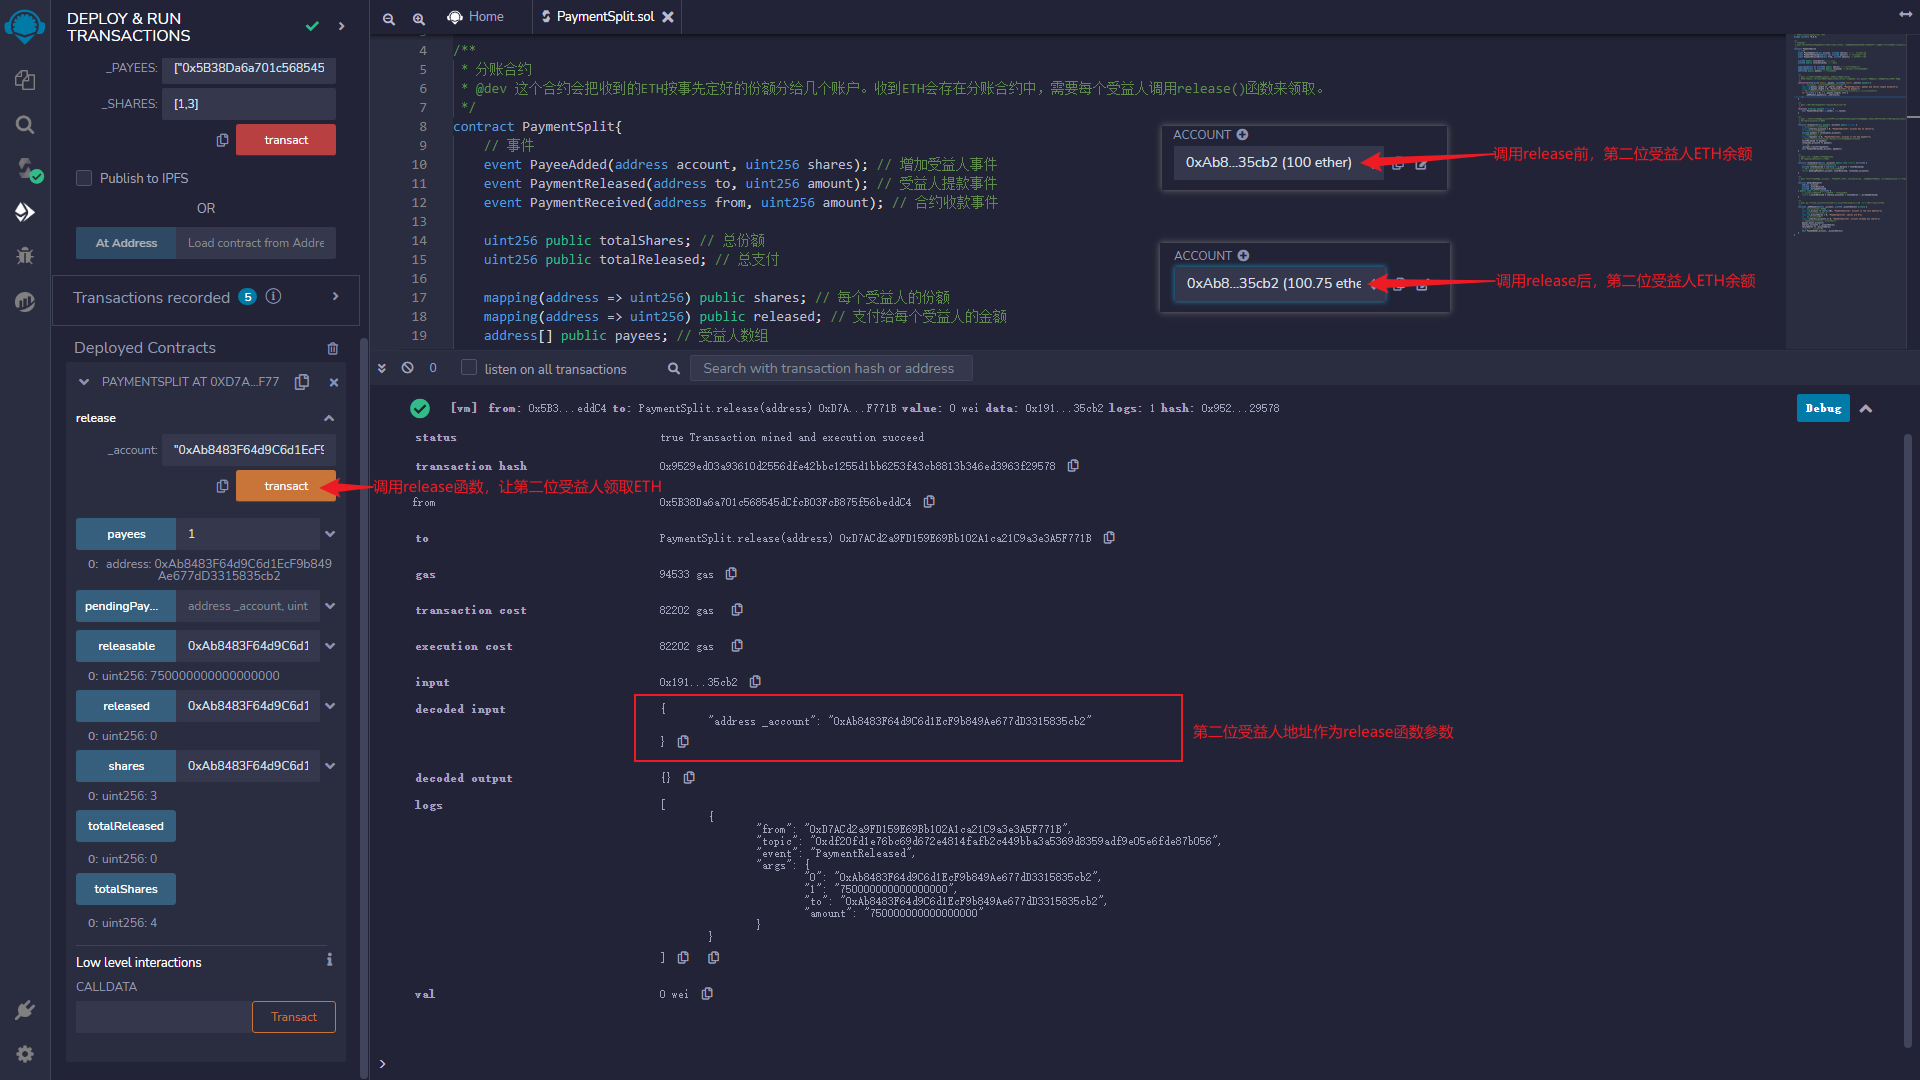 DEPLOY & RUN
TRANSACTIONS
_PAYEES: ["0x5B38Da6a701c568545
_SHARES: [1,3]
transact
Publish to IPFS
OR
At Address Load contract from Addre
Transactions recorded 5
Deployed Contracts
PAYMENTSPLIT AT 0XD7A...F77
release
_account: "0xAb8483F64d9C6d1EcF9
transact
调用release函数，让第二位受益人领取ETH
payees 1
0: address: 0xAb8483F64d9C6d1EcF9b849
Ae677dD3315835cb2
pendingPay... address _account, uint
releasable 0xAb8483F64d9C6d1
0: uint256: 750000000000000000
released 0xAb8483F64d9C6d1
0: uint256: 0
shares 0xAb8483F64d9C6d1
0: uint256: 3
totalReleased
0: uint256: 0
totalShares
0: uint256: 4
Low level interactions
CALLDATA
Transact
Home
PaymentSplit.sol
4 /**
5 * 分账合约
6 * @dev 这个合约会把收到的ETH按事先定好的份额分给几个账户。收到ETH会存在分账合约中，需要每个受益人调用release()函数来领取。
7 */
8 contract PaymentSplit{
9 // 事件
10 event PayeeAdded(address account, uint256 shares); // 增加受益人事件
11 event PaymentReleased(address to, uint256 amount); // 受益人提款事件
12 event PaymentReceived(address from, uint256 amount); // 合约收款事件
13
14 uint256 public totalShares; // 总份额
15 uint256 public totalReleased; // 总支付
16
17 mapping(address => uint256) public shares; // 每个受益人的份额
18 mapping(address => uint256) public released; // 支付给每个受益人的金额
19 address[] public payees; // 受益人数组
ACCOUNT
0xAb8...35cb2 (100 ether)
调用release前，第二位受益人ETH余额
ACCOUNT
0xAb8...35cb2 (100.75 ethe
调用release后，第二位受益人ETH余额
0 listen on all transactions Search with transaction hash or address
[vm] from: 0x5B3...eddC4 to: PaymentSplit.release(address) 0xD7A...F771B value: 0 wei data: 0x191...35cb2 logs: 1 hash: 0x952...29578
Debug
status true Transaction mined and execution succeed
transaction hash 0x9529ed03a93610d2556dfe42bbc1255d1bb6253f43cb8813b346ed3963f29578
from 0x5B38Da6a701c568545dCfcB03FcB875f56beddC4
to PaymentSplit.release(address) 0xD7ACd2a9FD159E69Bb102A1ca21C9a3e3A5F771B
gas 94533 gas
transaction cost 82202 gas
execution cost 82202 gas
input 0x191...35cb2
decoded input {
"address _account": "0xAb8483F64d9C6d1EcF9b849Ae677dD3315835cb2"
}
第二位受益人地址作为release函数参数
decoded output {}
logs [
{
"from": "0xD7ACd2a9FD159E69Bb102A1ca21C9a3e3A5F771B",
"topic": "0xdf20fd1e76bc69d672e4814fafb2c449bba3a5369d8359adf9e05e6fde87b056",
"event": "PaymentReleased",
"args": {
"0": "0xAb8483F64d9C6d1EcF9b849Ae677dD3315835cb2",
"1": "750000000000000000",
"to": "0xAb8483F64d9C6d1EcF9b849Ae677dD3315835cb2",
"amount": "750000000000000000"
}
}
]
val 0 wei